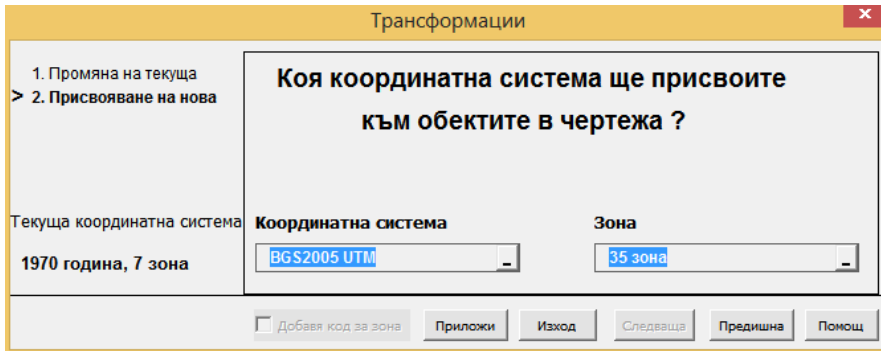 Трансформации
1. Промяна на текуща
> 2. Присвояване на нова
Коя координатна система ще присвоите
към обектите в чертежа ?
Текуща координатна система
1970 година, 7 зона
Координатна система
Зона
BGS2005 UTM
35 зона
Добавя код за зона
Приложи
Изход
Следваща
Предишна
Помощ